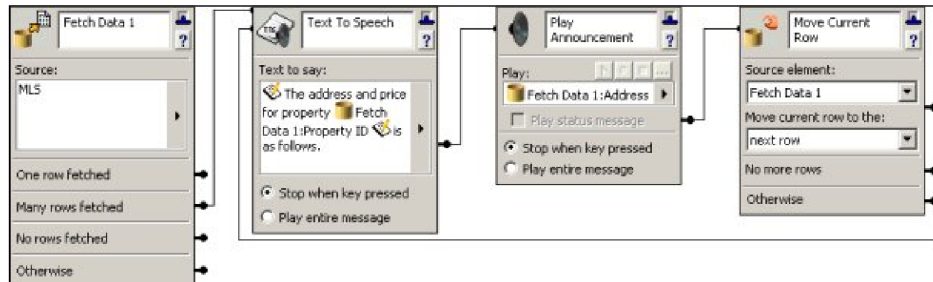 Fetch Data 1
?
Source:
MLS
One row fetched
Many rows fetched
No rows fetched
Otherwise
TTS
Text To Speech
?
Text to say:
The address and price
for property Fetch
Data 1:Property ID is
as follows.
Stop when key pressed
Play entire message
Play
Announcement
?
Play:
...
Fetch Data 1:Address
Play status message
Stop when key pressed
Play entire message
Move Current
Row
?
Source element:
Fetch Data 1
Move current row to the:
next row
No more rows
Otherwise